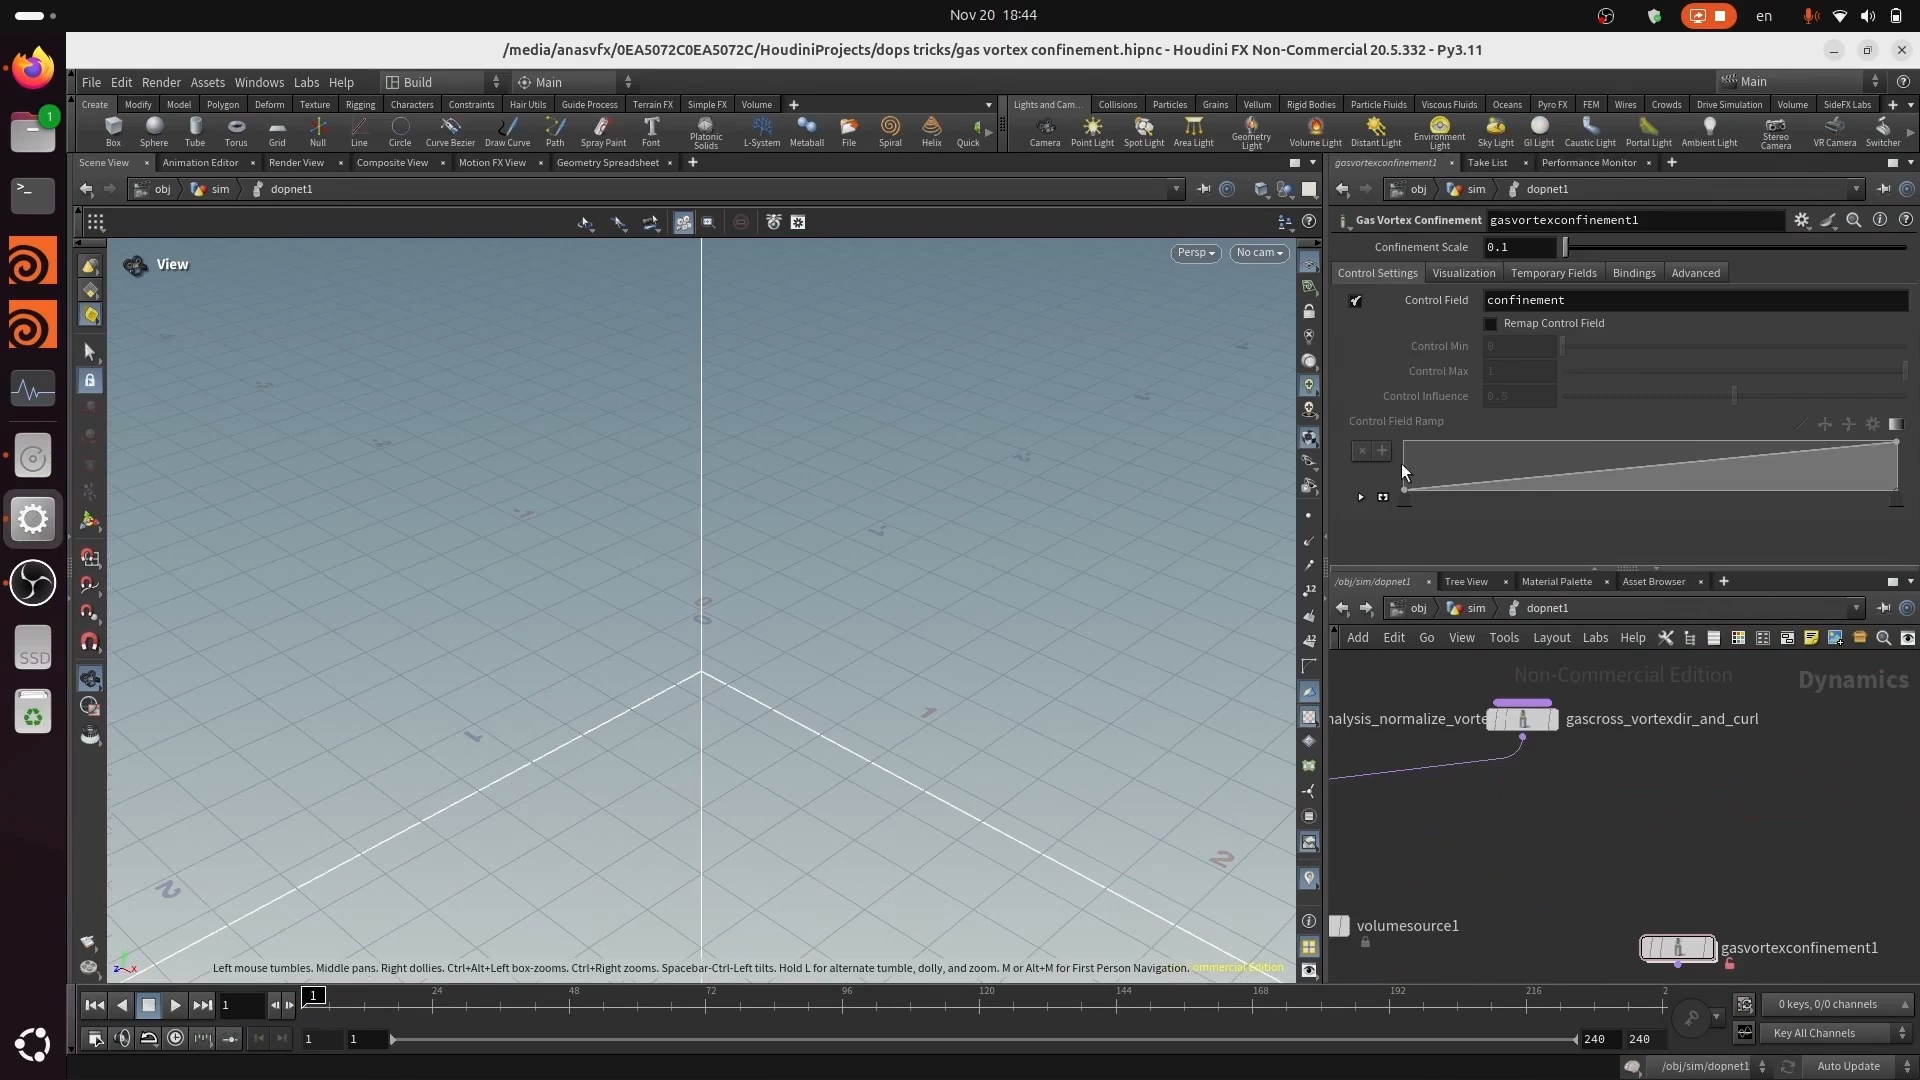 Nov 20 18:44
en
/media/anasvfx/0EA5072C0EA5072C/HoudiniProjects/dops tricks/gas vortex confinement.hipnc - Houdini FX Non-Commercial 20.5.332 - Py3.11
File Edit Render Assets Windows Labs Help Build Main Main
Create Modify Model Polygon Deform Texture Rigging Characters Constraints Hair Utils Guide Process Terrain FX Simple FX Volume
Lights and Cam... Collisions Particles Grains Vellum Rigid Bodies Particle Fluids Viscous Fluids Oceans Pyro FX FEM Wires Crowds Drive Simulation Volume SideFX Labs
Box Sphere Tube Torus Grid Null Line Circle Curve Bezier Draw Curve Path Spray Paint Font Platonic Solids L-System Metaball File Spiral Helix Quick
Camera Point Light Spot Light Area Light Geometry Light Volume Light Distant Light Environment Light Sky Light GI Light Caustic Light Portal Light Ambient Light Stereo Camera VR Camera Switcher
Scene View Animation Editor Render View Composite View Motion FX View Geometry Spreadsheet
gasvortexconfinement1 Take List Performance Monitor
obj sim dopnet1
obj sim dopnet1
Gas Vortex Confinement gasvortexconfinement1
Confinement Scale 0.1
Control Settings Visualization Temporary Fields Bindings Advanced
Control Field confinement
Remap Control Field
Control Min 0
Control Max 1
Control Influence 0.5
Control Field Ramp
View
Persp
No cam
12
12
1
1
2
2
Left mouse tumbles. Middle pans. Right dollies. Ctrl+Alt+Left box-zooms. Ctrl+Right zooms. Spacebar-Ctrl-Left tilts. Hold L for alternate tumble, dolly, and zoom. M or Alt+M for First Person Navigation. ommercial Edition
/obj/sim/dopnet1 Tree View Material Palette Asset Browser
obj sim dopnet1
Add Edit Go View Tools Layout Labs Help
Non-Commercial Edition
Dynamics
nalysis_normalize_vorte
gascross_vortexdir_and_curl
volumesource1
gasvortexconfinement1
SSD
1
1 1 24 48 72 96 120 144 168 192 216 2
0 keys, 0/0 channels
1 1 240 240
Key All Channels
/obj/sim/dopnet1 Auto Update